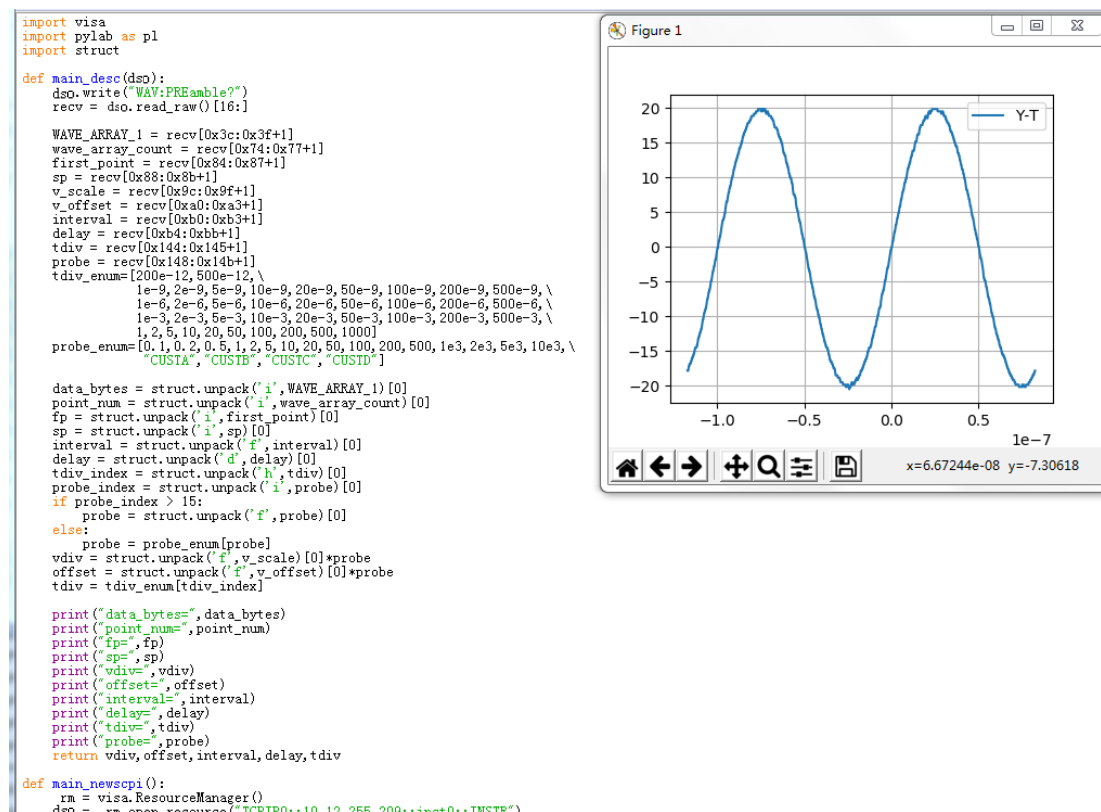 import visa
import pylab as pl
import struct
def main_desc(dso):
    dso.write("WAV:PREamble?")
    recv = dso.read_raw()[16:]
    WAVE_ARRAY_1 = recv[0x3c:0x3f+1]
    wave_array_count = recv[0x74:0x77+1]
    first_point = recv[0x84:0x87+1]
    sp = recv[0x88:0x8b+1]
    v_scale = recv[0x9c:0x9f+1]
    v_offset = recv[0xa0:0xa3+1]
    interval = recv[0xb0:0xb3+1]
    delay = recv[0xb4:0xbb+1]
    tdiv = recv[0x144:0x145+1]
    probe = recv[0x148:0x14b+1]
    tdiv_enum=[200e-12,500e-12,\
               1e-9,2e-9,5e-9,10e-9,20e-9,50e-9,100e-9,200e-9,500e-9,\
               1e-6,2e-6,5e-6,10e-6,20e-6,50e-6,100e-6,200e-6,500e-6,\
               1e-3,2e-3,5e-3,10e-3,20e-3,50e-3,100e-3,200e-3,500e-3,\
               1,2,5,10,20,50,100,200,500,1000]
    probe_enum=[0.1,0.2,0.5,1,2,5,10,20,50,100,200,500,1e3,2e3,5e3,10e3,\
                "CUSTA","CUSTB","CUSTC","CUSTD"]
    data_bytes = struct.unpack('i',WAVE_ARRAY_1)[0]
    point_num = struct.unpack('i',wave_array_count)[0]
    fp = struct.unpack('i',first_point)[0]
    sp = struct.unpack('i',sp)[0]
    interval = struct.unpack('f',interval)[0]
    delay = struct.unpack('d',delay)[0]
    tdiv_index = struct.unpack('h',tdiv)[0]
    probe_index = struct.unpack('i',probe)[0]
    if probe_index > 15:
        probe = struct.unpack('f',probe)[0]
    else:
        probe = probe_enum[probe]
    vdiv = struct.unpack('f',v_scale)[0]*probe
    offset = struct.unpack('f',v_offset)[0]*probe
    tdiv = tdiv_enum[tdiv_index]
    print("data_bytes=",data_bytes)
    print("point_num=",point_num)
    print("fp=",fp)
    print("sp=",sp)
    print("vdiv=",vdiv)
    print("offset=",offset)
    print("interval=",interval)
    print("delay=",delay)
    print("tdiv=",tdiv)
    print("probe=",probe)
    return vdiv,offset,interval,delay,tdiv
def main_newscpi():
    rm = visa.ResourceManager()
    dso = rm.open_resource("TCPIP0::10.12.255.209::inst0::INSTR")
Figure 1
Y-T
20
15
10
5
0
−5
−10
−15
−20
−1.0 −0.5 0.0 0.5
1e−7
x=6.67244e-08 y=-7.30618